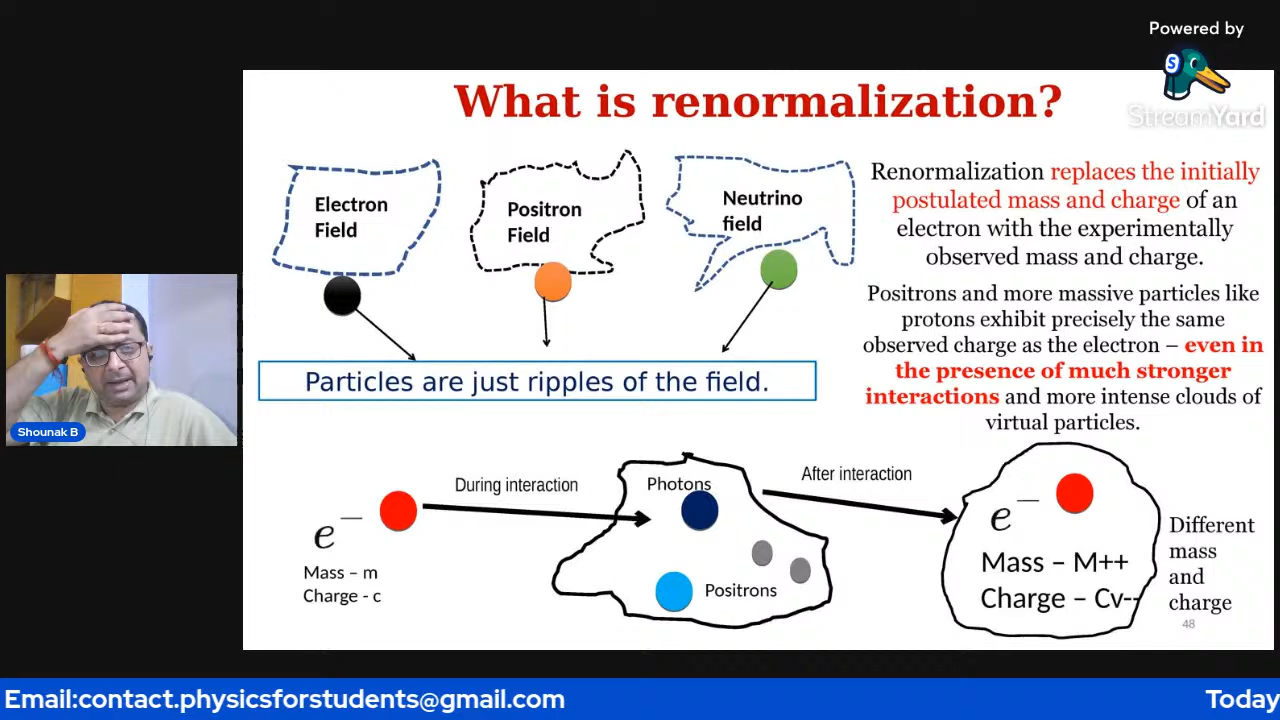 Powered by
S
StreamYard
What is renormalization?
Electron
Field
Positron
Field
Neutrino
field
Renormalization replaces the initially
postulated mass and charge of an
electron with the experimentally
observed mass and charge.
Positrons and more massive particles like
protons exhibit precisely the same
observed charge as the electron – even in
the presence of much stronger
interactions and more intense clouds of
virtual particles.
Particles are just ripples of the field.
Shounak B
e⁻
Mass – m
Charge - c
During interaction
Photons
Positrons
After interaction
e⁻
Mass – M++
Charge – Cv--
Different
mass
and
charge
48
Email:contact.physicsforstudents@gmail.com
Today